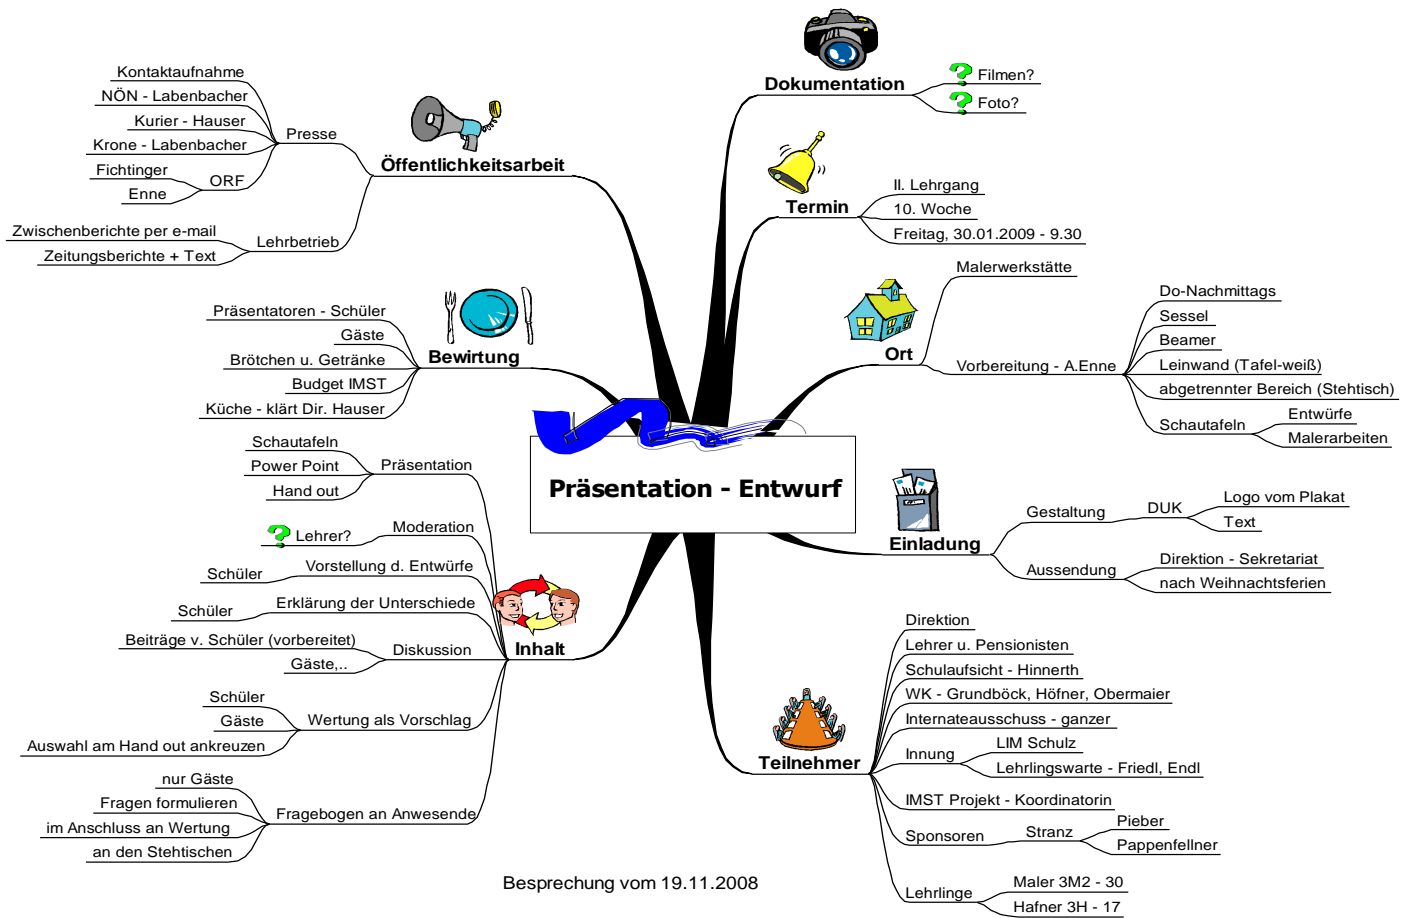 Präsentation - Entwurf
Dokumentation
Filmen?
Foto?
Termin
II. Lehrgang
10. Woche
Freitag, 30.01.2009 - 9.30
Ort
Malerwerkstätte
Vorbereitung - A.Enne
Do-Nachmittags
Sessel
Beamer
Leinwand (Tafel-weiß)
abgetrennter Bereich (Stehtisch)
Schautafeln
Entwürfe
Malerarbeiten
Einladung
Gestaltung
DUK
Logo vom Plakat
Text
Aussendung
Direktion - Sekretariat
nach Weihnachtsferien
Teilnehmer
Direktion
Lehrer u. Pensionisten
Schulaufsicht - Hinnerth
WK - Grundböck, Höfner, Obermaier
Internateausschuss - ganzer
Innung
LIM Schulz
Lehrlingswarte - Friedl, Endl
IMST Projekt - Koordinatorin
Sponsoren
Stranz
Pieber
Pappenfellner
Lehrlinge
Maler 3M2 - 30
Hafner 3H - 17
Öffentlichkeitsarbeit
Presse
Kontaktaufnahme
NÖN - Labenbacher
Kurier - Hauser
Krone - Labenbacher
ORF
Fichtinger
Enne
Lehrbetrieb
Zwischenberichte per e-mail
Zeitungsberichte + Text
Bewirtung
Präsentatoren - Schüler
Gäste
Brötchen u. Getränke
Budget IMST
Küche - klärt Dir. Hauser
Inhalt
Präsentation
Schautafeln
Power Point
Hand out
Moderation
Lehrer?
Vorstellung d. Entwürfe
Schüler
Erklärung der Unterschiede
Schüler
Diskussion
Beiträge v. Schüler (vorbereitet)
Gäste,..
Wertung als Vorschlag
Schüler
Gäste
Auswahl am Hand out ankreuzen
Fragebogen an Anwesende
nur Gäste
Fragen formulieren
im Anschluss an Wertung
an den Stehtischen
Besprechung vom 19.11.2008